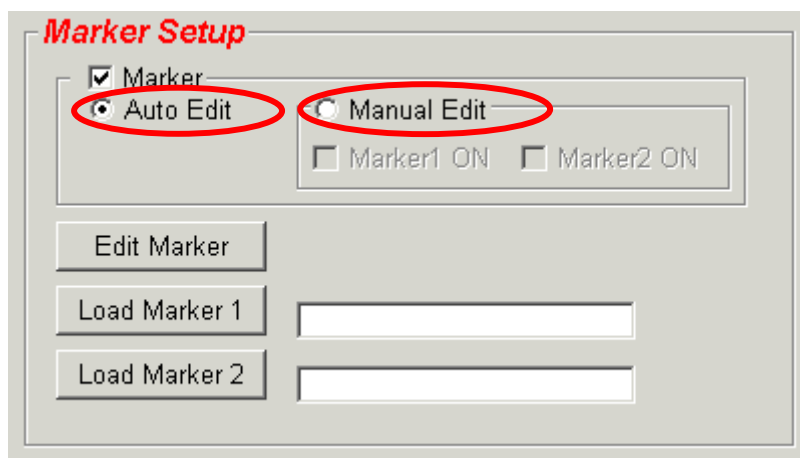 Marker Setup
Marker
Auto Edit
Manual Edit
Marker1 ON
Marker2 ON
Edit Marker
Load Marker 1
Load Marker 2